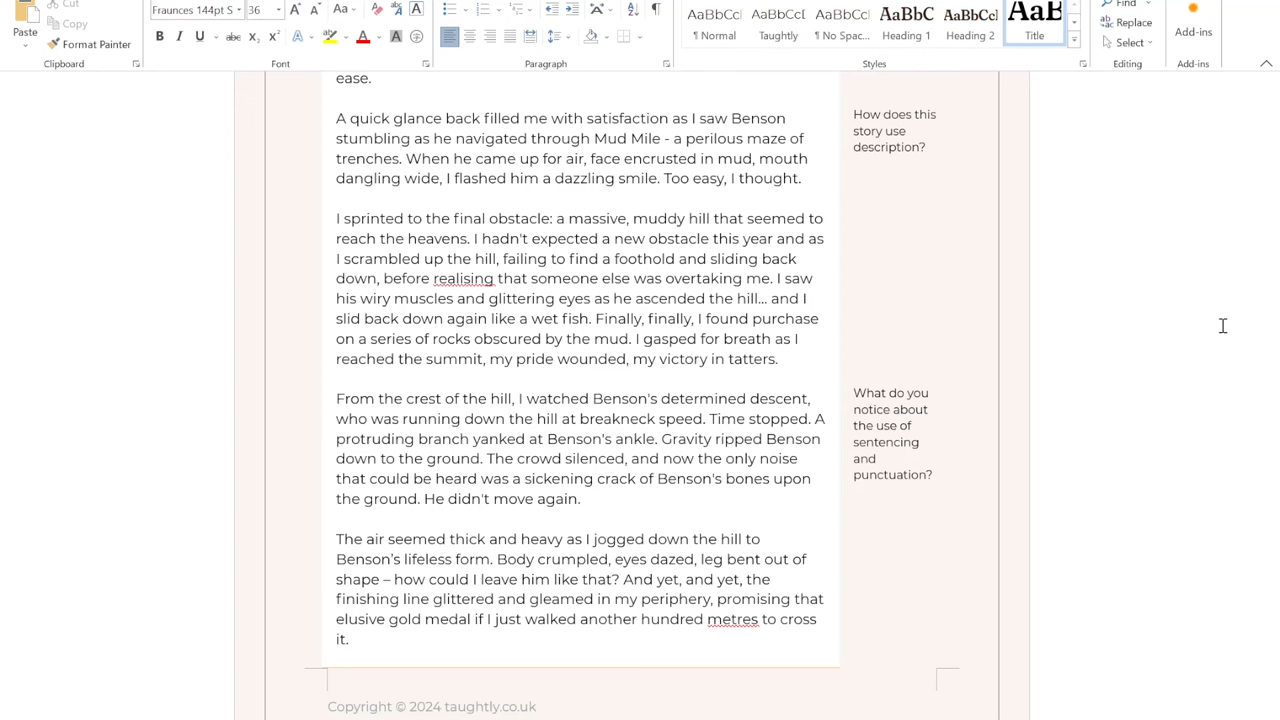 Fraunces 144pt S
36
Aa
A
Cut
Copy
Format Painter
Paste
B I U abc x₂ x² A A
AaBbCcI AaBbCcD AaBbCcI AaBbCc AaBbCcI AaB
¶ Normal Taughtly ¶ No Spac... Heading 1 Heading 2 Title
Find
Replace
Select
Add-ins
Clipboard Font Paragraph Styles Editing Add-ins
ease.
A quick glance back filled me with satisfaction as I saw Benson
stumbling as he navigated through Mud Mile - a perilous maze of
trenches. When he came up for air, face encrusted in mud, mouth
dangling wide, I flashed him a dazzling smile. Too easy, I thought.
How does this
story use
description?
I sprinted to the final obstacle: a massive, muddy hill that seemed to
reach the heavens. I hadn't expected a new obstacle this year and as
I scrambled up the hill, failing to find a foothold and sliding back
down, before realising that someone else was overtaking me. I saw
his wiry muscles and glittering eyes as he ascended the hill... and I
slid back down again like a wet fish. Finally, finally, I found purchase
on a series of rocks obscured by the mud. I gasped for breath as I
reached the summit, my pride wounded, my victory in tatters.
From the crest of the hill, I watched Benson's determined descent,
who was running down the hill at breakneck speed. Time stopped. A
protruding branch yanked at Benson's ankle. Gravity ripped Benson
down to the ground. The crowd silenced, and now the only noise
that could be heard was a sickening crack of Benson's bones upon
the ground. He didn't move again.
What do you
notice about
the use of
sentencing
and
punctuation?
The air seemed thick and heavy as I jogged down the hill to
Benson’s lifeless form. Body crumpled, eyes dazed, leg bent out of
shape – how could I leave him like that? And yet, and yet, the
finishing line glittered and gleamed in my periphery, promising that
elusive gold medal if I just walked another hundred metres to cross
it.
Copyright © 2024 taughtly.co.uk